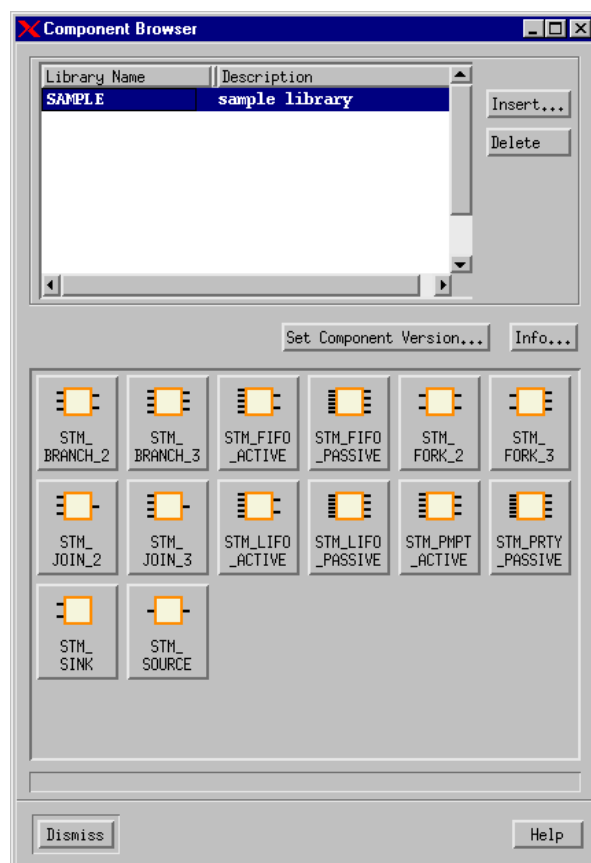 Component Browser
Library Name Description
SAMPLE sample library
Insert...
Delete
Set Component Version... Info...
STM_ STM_ STM_FIFO STM_FIFO STM_ STM_
BRANCH_2 BRANCH_3 _ACTIVE _PASSIVE FORK_2 FORK_3
STM_ STM_ STM_LIFO STM_LIFO STM_PMPT STM_PRTY
JOIN_2 JOIN_3 _ACTIVE _PASSIVE _ACTIVE _PASSIVE
STM_ STM_
SINK SOURCE
Dismiss Help